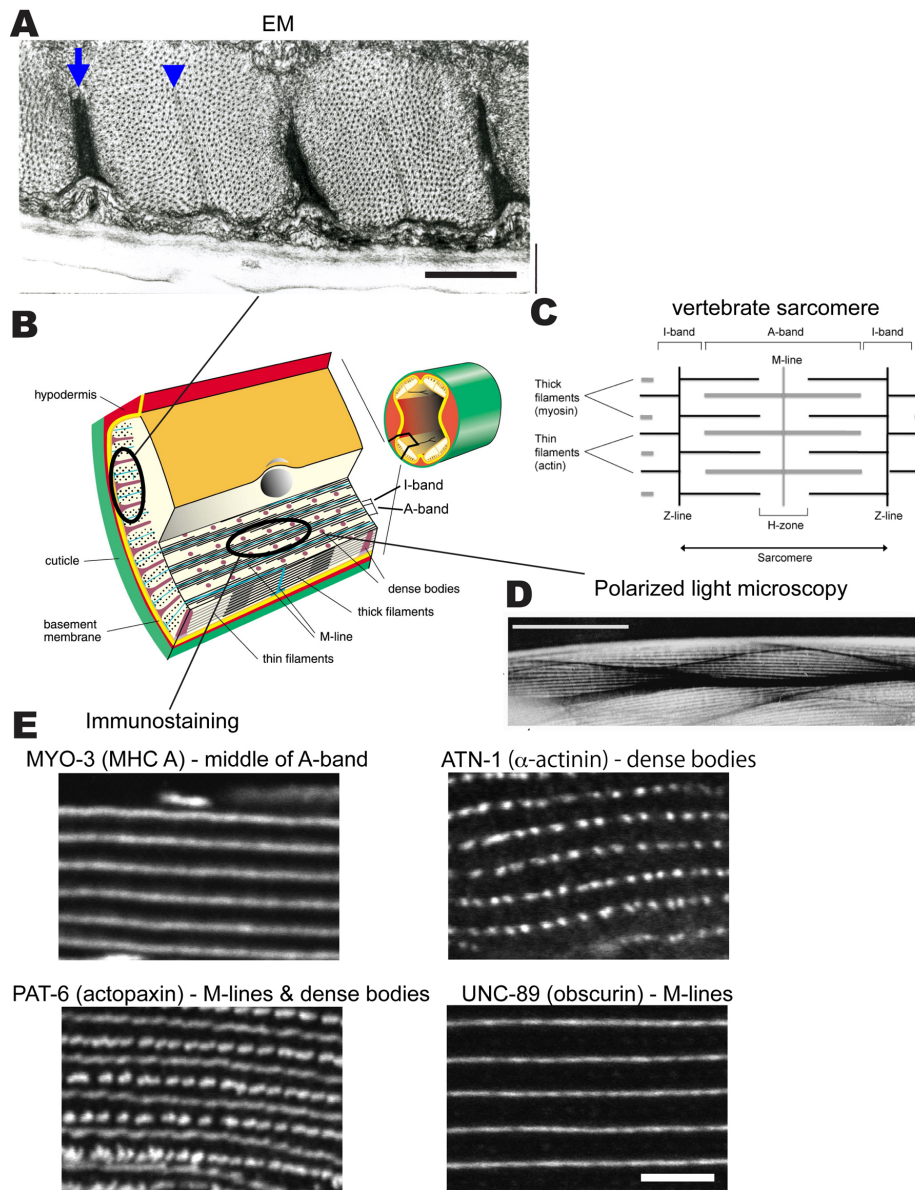 A
EM
B
hypodermis
cuticle
basement
membrane
thin filaments
M-line
thick filaments
dense bodies
I-band
A-band
C
vertebrate sarcomere
I-band
A-band
I-band
M-line
Thick
filaments
(myosin)
Thin
filaments
(actin)
Z-line
H-zone
Z-line
Sarcomere
Polarized light microscopy
D
E
Immunostaining
MYO-3 (MHC A) - middle of A-band
ATN-1 (α-actinin) - dense bodies
PAT-6 (actopaxin) - M-lines & dense bodies
UNC-89 (obscurin) - M-lines